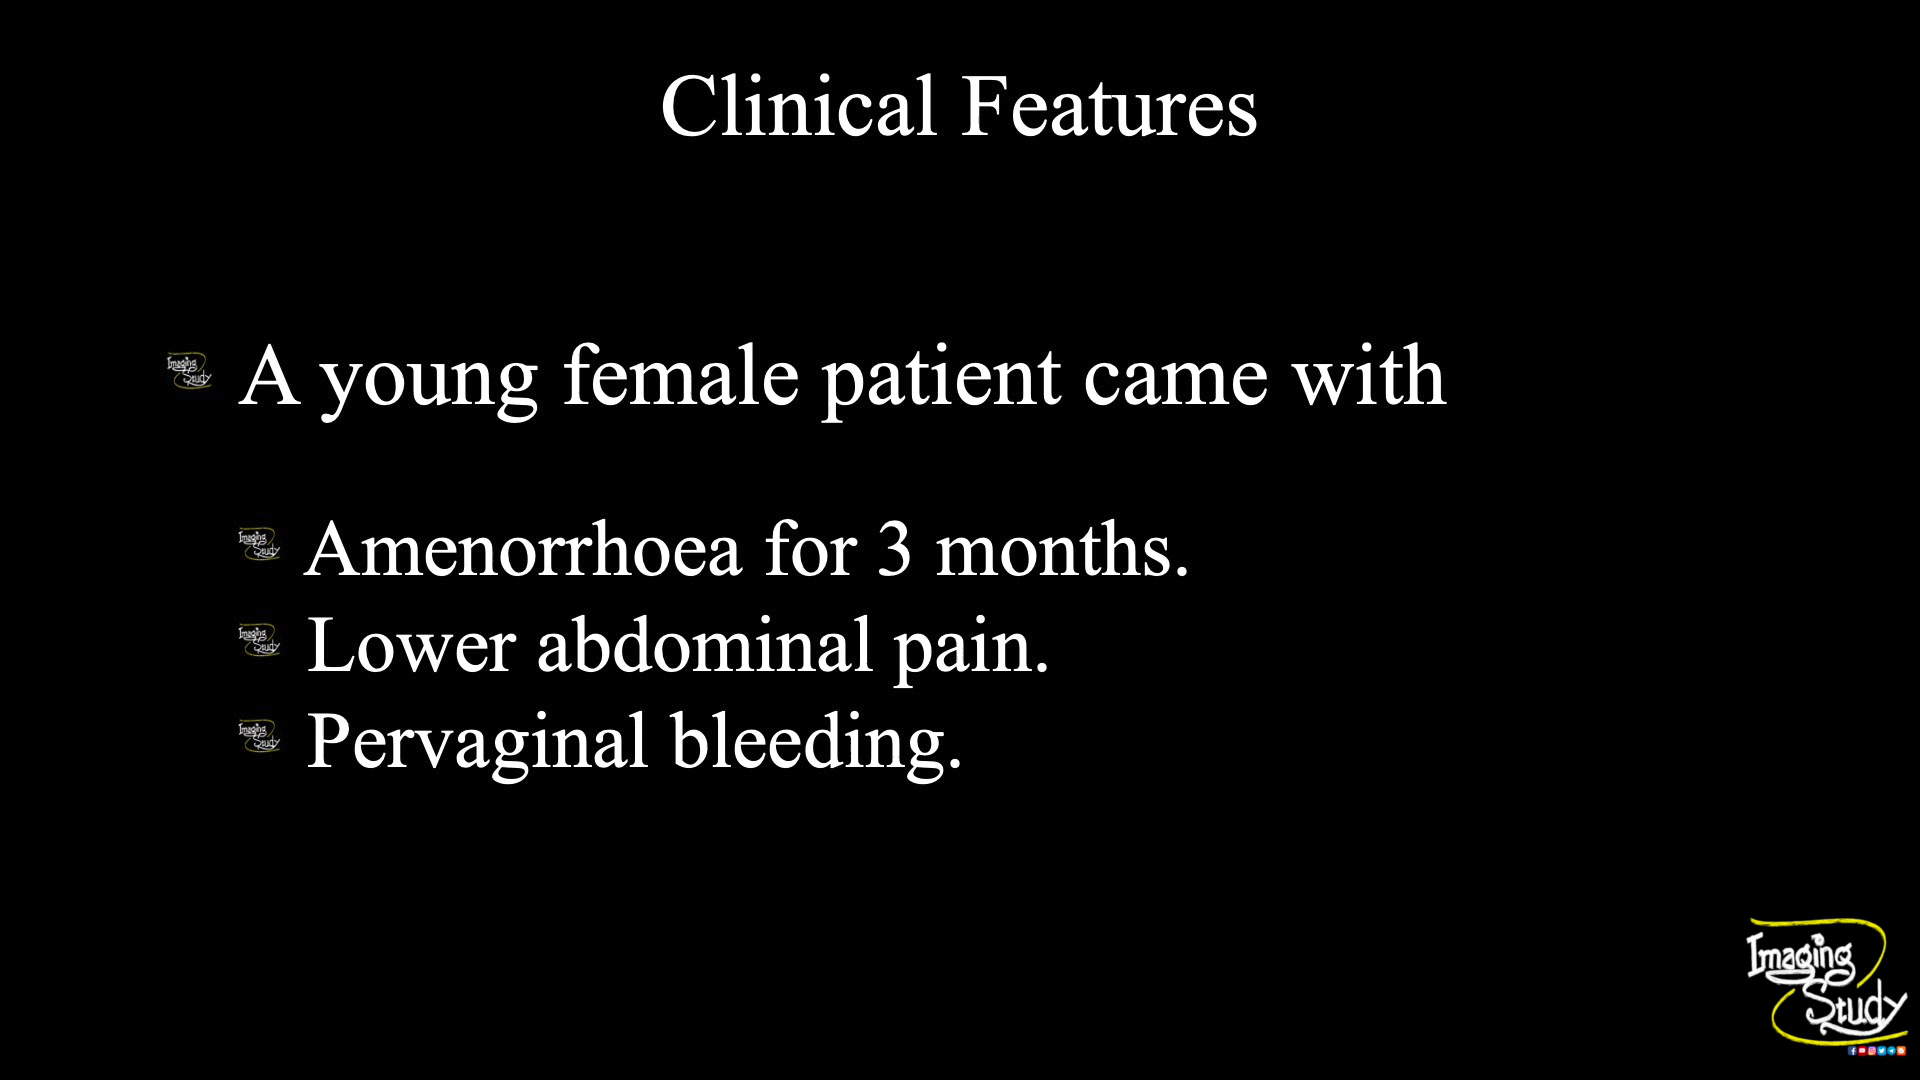 Clinical Features
A young female patient came with
Amenorrhoea for 3 months.
Lower abdominal pain.
Pervaginal bleeding.
Imaging
Study